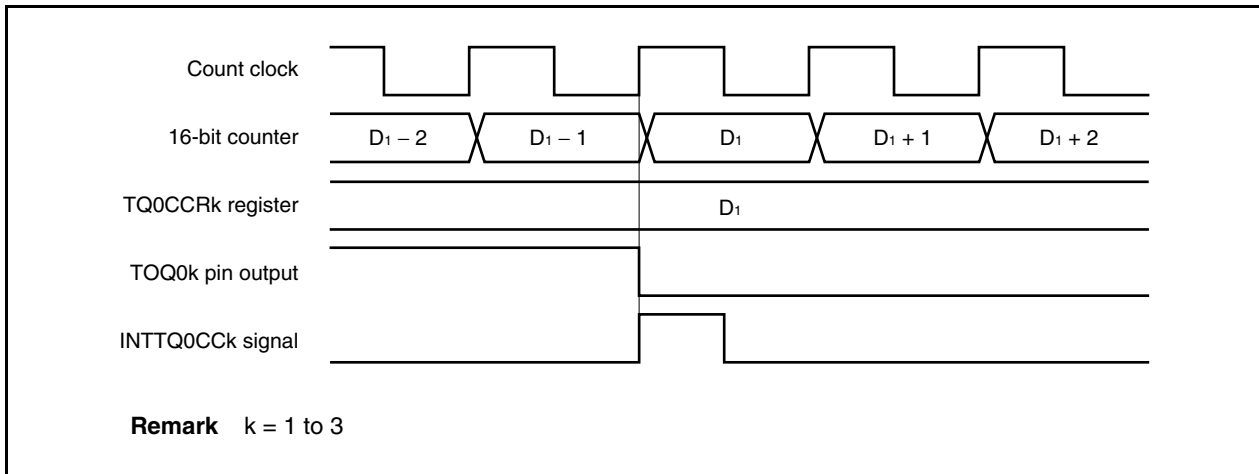 Count clock
16-bit counter
D₁ – 2 D₁ – 1 D₁ D₁ + 1 D₁ + 2
TQ0CCRk register
D₁
TOQ0k pin output
INTTQ0CCk signal
Remark k = 1 to 3